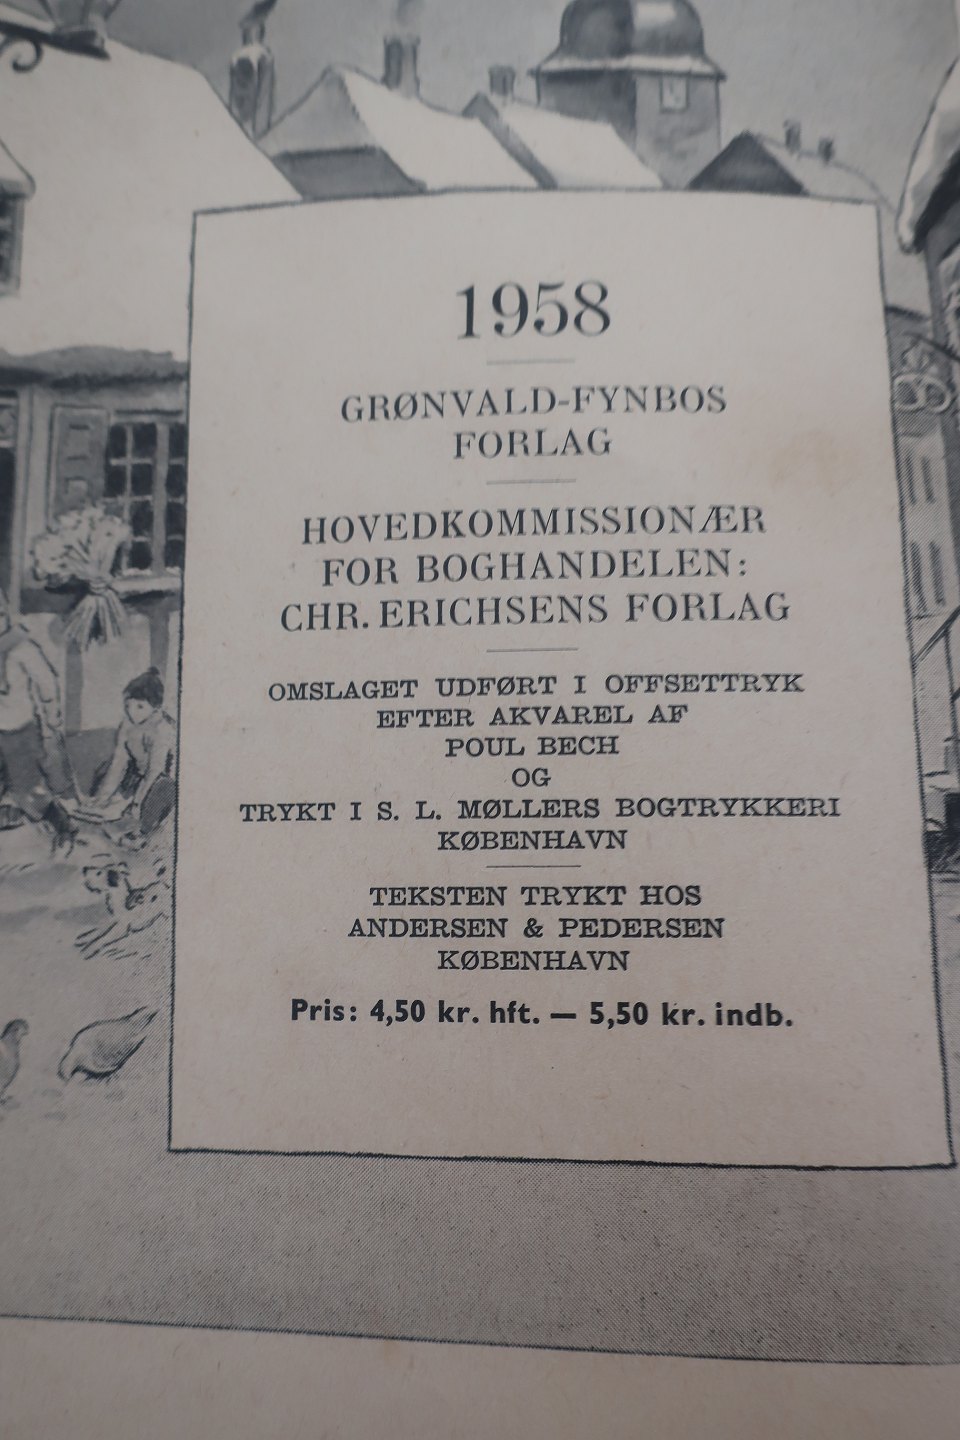 1958
GRØNVALD-FYNBOS
FORLAG
HOVEDKOMMISSIONÆR
FOR BOGHANDELEN:
CHR. ERICHSENS FORLAG
OMSLAGET UDFØRT I OFFSETTRYK
EFTER AKVAREL AF
POUL BECH
OG
TRYKT I S. L. MØLLERS BOGTRYKKERI
KØBENHAVN
TEKSTEN TRYKT HOS
ANDERSEN & PEDERSEN
KØBENHAVN
Pris: 4,50 kr. hft. — 5,50 kr. indb.